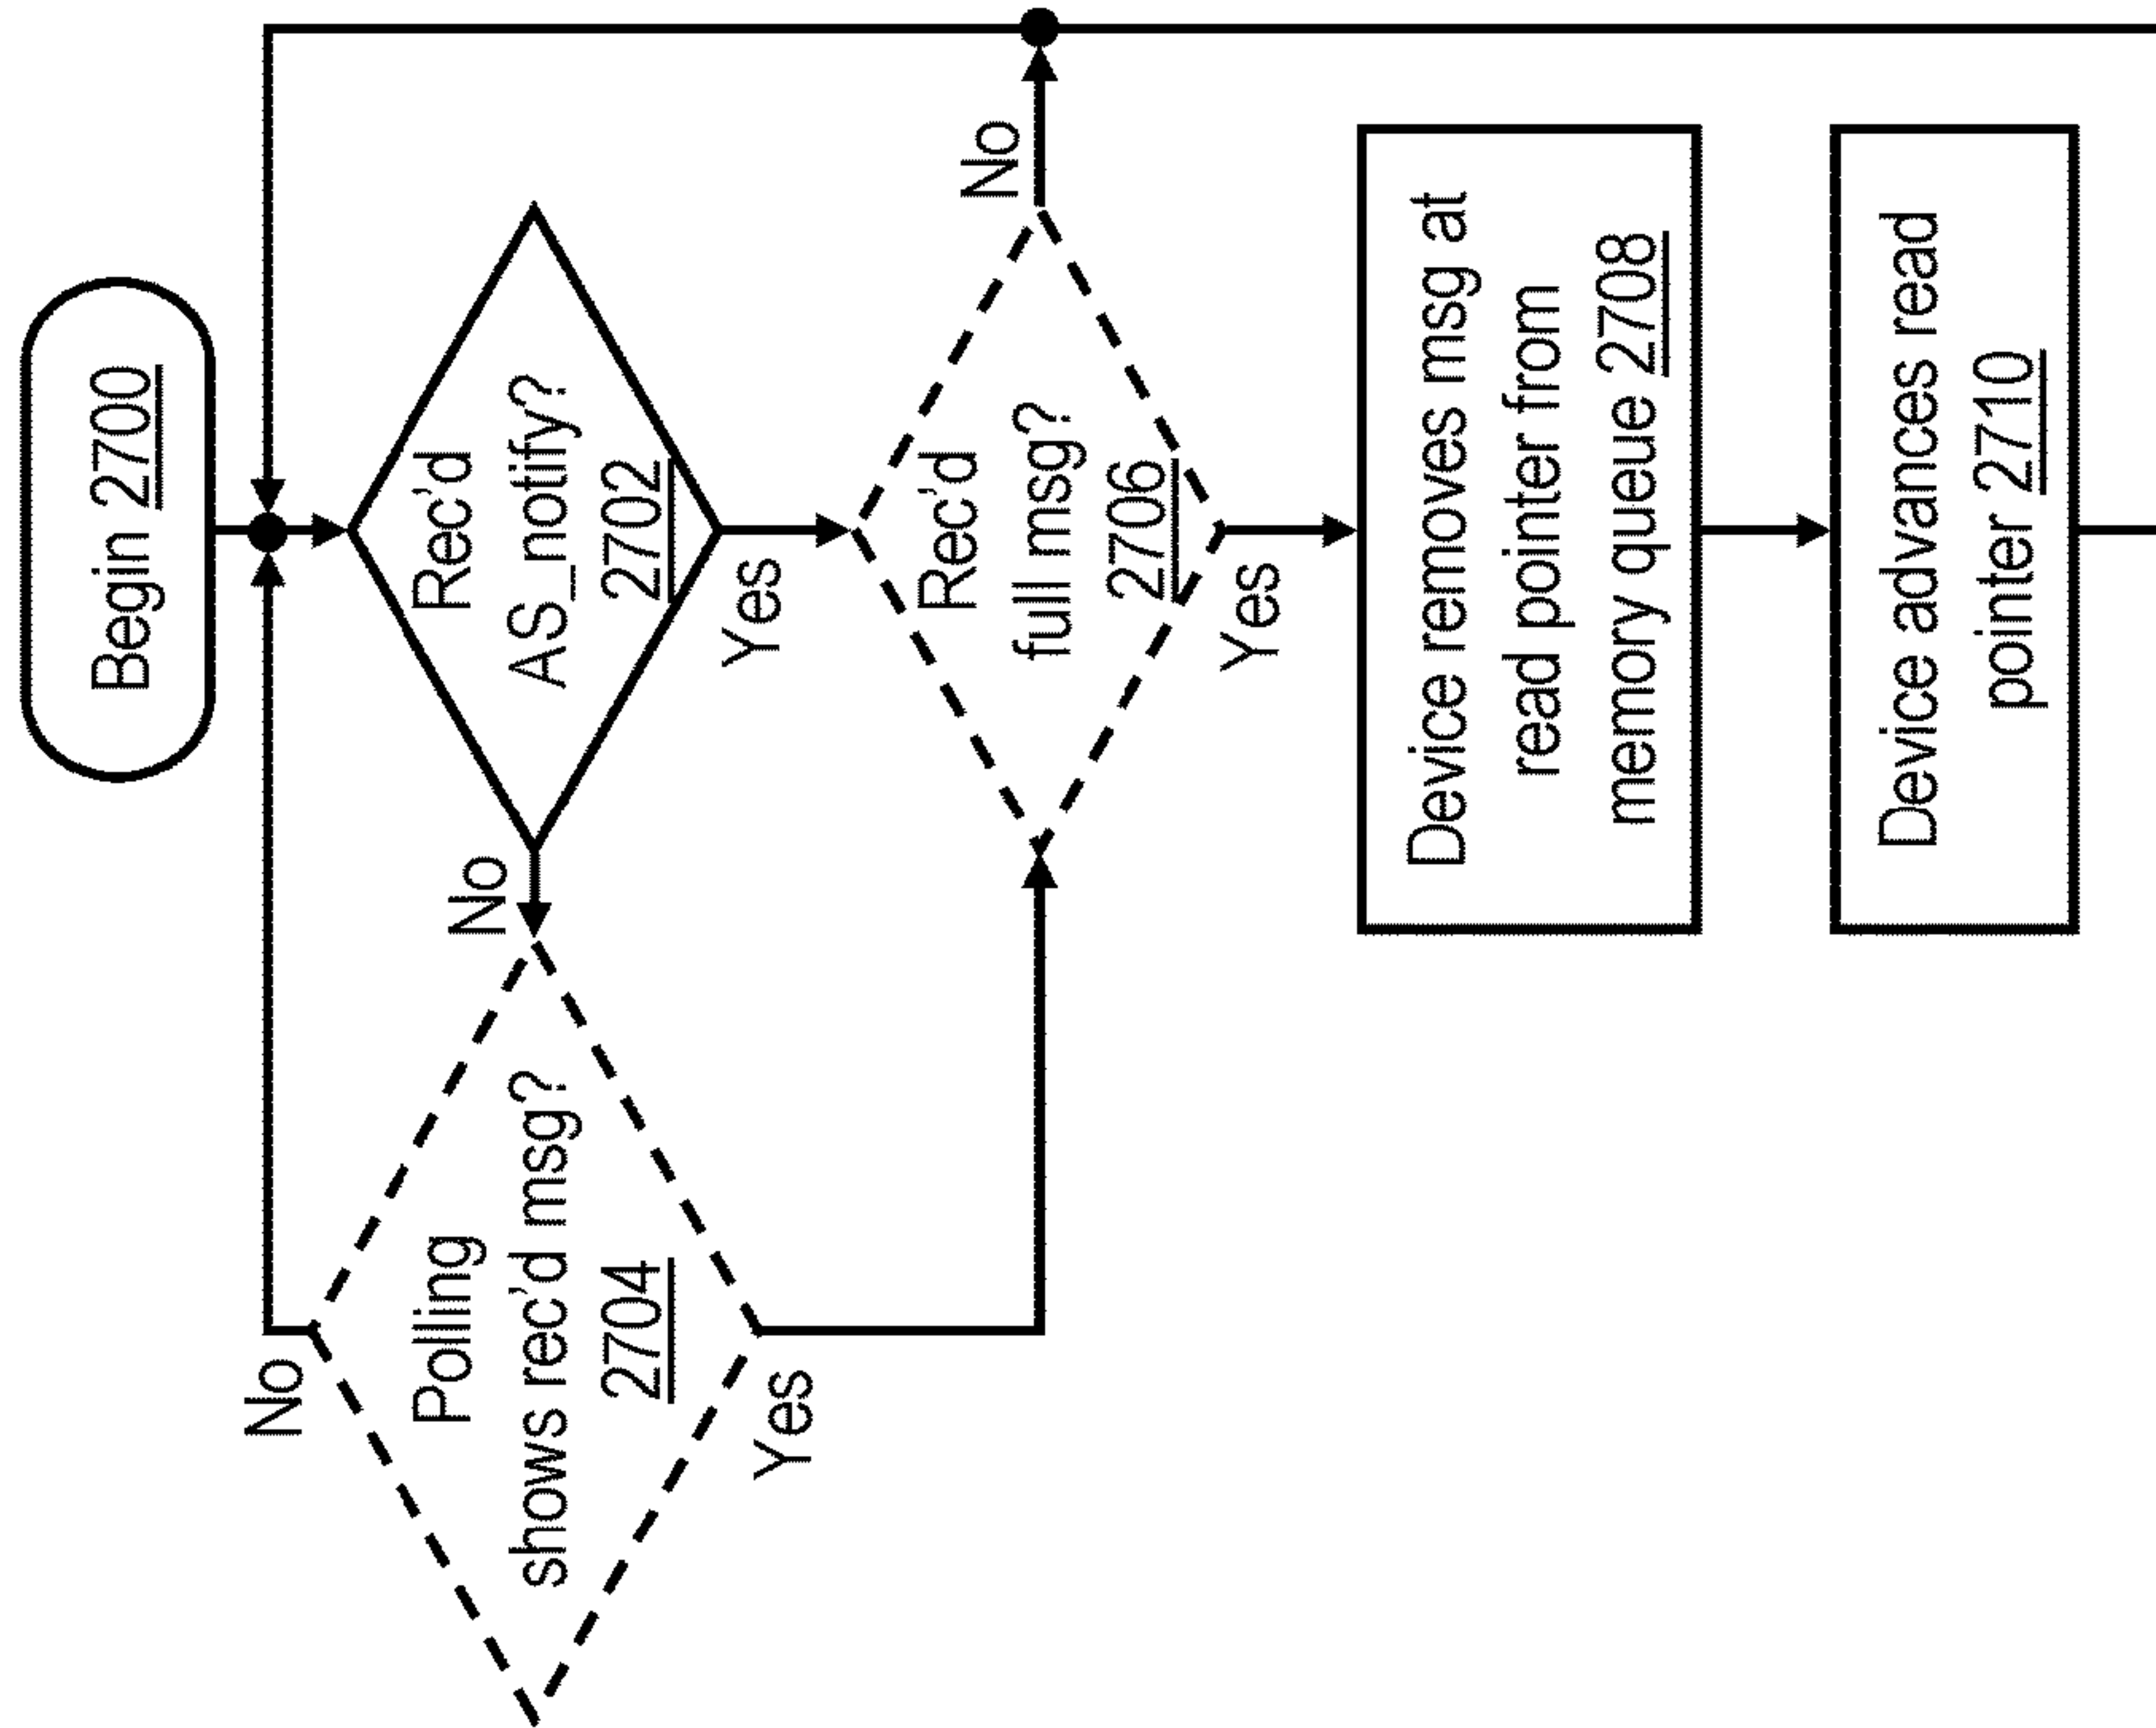 Begin 2700
Rec'd
AS_notify?
2702
No
Yes
Polling
shows rec'd msg?
2704
No
Yes
Rec'd
full msg?
2706
No
Yes
Device removes msg at
read pointer from
memory queue 2708
Device advances read
pointer 2710